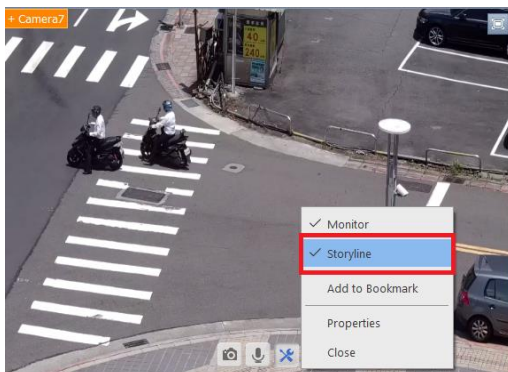 + Camera7
40
240
Monitor
Storyline
Add to Bookmark
Properties
Close